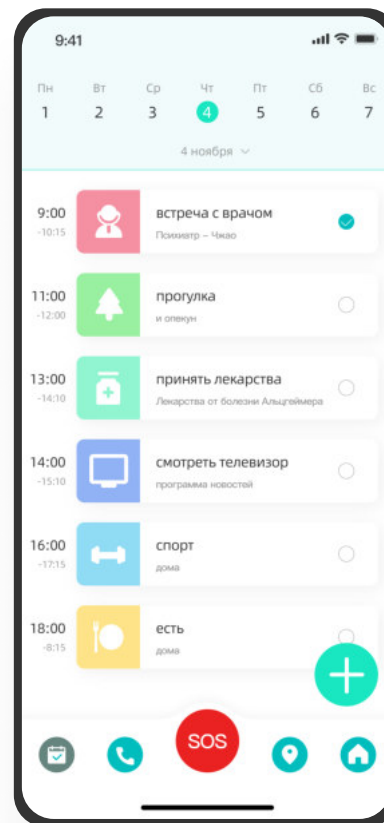 9:41
Пн Вт Ср Чт Пт Сб Вс
1 2 3 4 5 6 7
4 ноября
9:00 встреча с врачом
-10:15 Психиатр – Чжао
11:00 прогулка
-12:00 и опекун
13:00 принять лекарства
-14:10 Лекарства от болезни Альцгеймера
14:00 смотреть телевизор
-15:10 программа новостей
16:00 спорт
-17:15 дома
18:00 есть
-8:15 дома
SOS